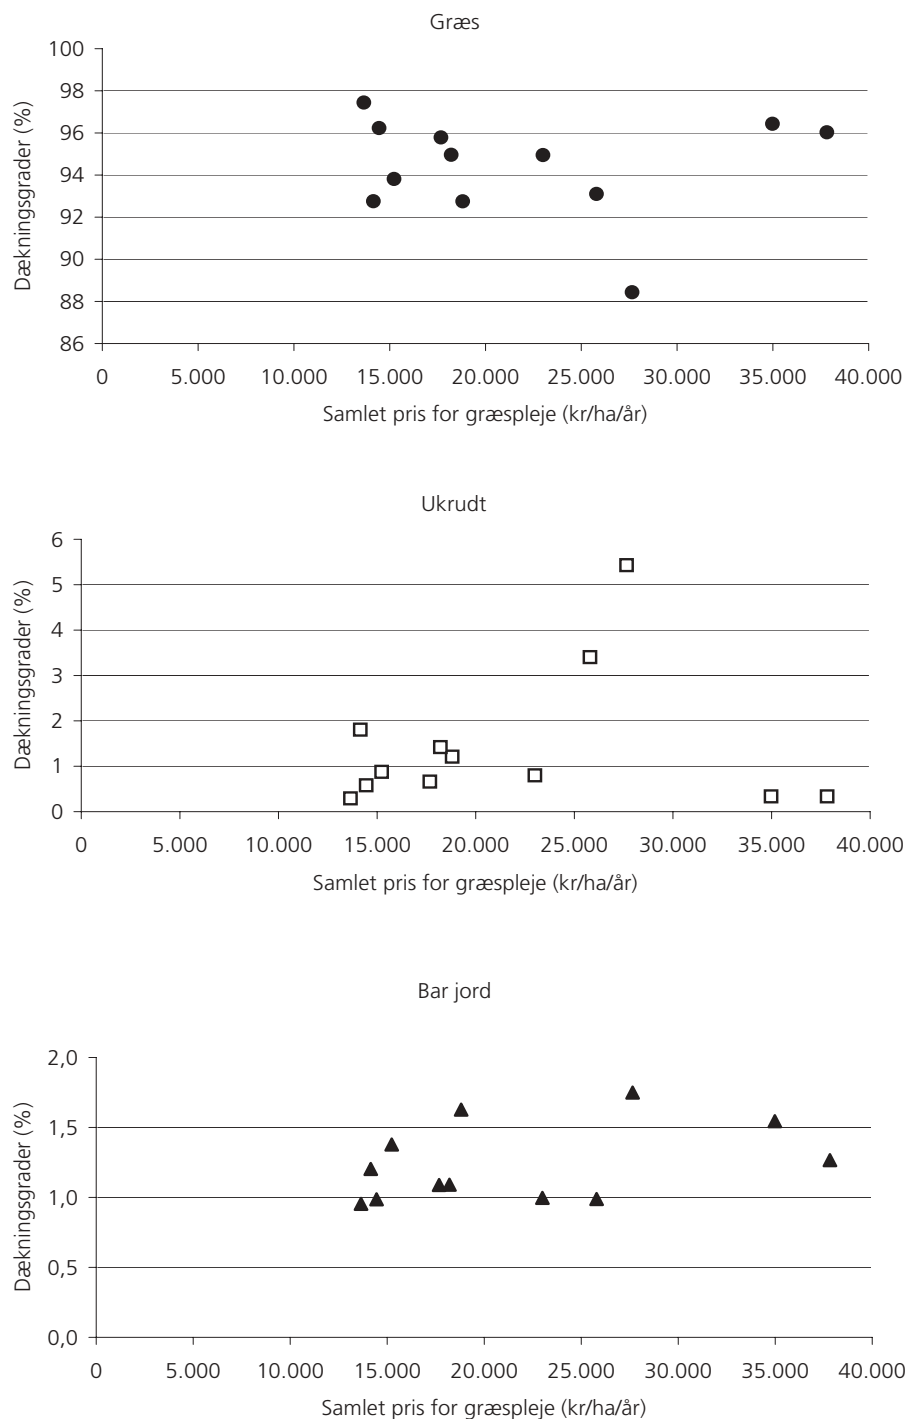 Græs
Dækningsgrader (%)
100
98
96
94
92
90
88
86
0 5.000 10.000 15.000 20.000 25.000 30.000 35.000 40.000
Samlet pris for græspleje (kr/ha/år)
Ukrudt
Dækningsgrader (%)
6
5
4
3
2
1
0
0 5.000 10.000 15.000 20.000 25.000 30.000 35.000 40.000
Samlet pris for græspleje (kr/ha/år)
Bar jord
Dækningsgrader (%)
2,0
1,5
1,0
0,5
0,0
0 5.000 10.000 15.000 20.000 25.000 30.000 35.000 40.000
Samlet pris for græspleje (kr/ha/år)